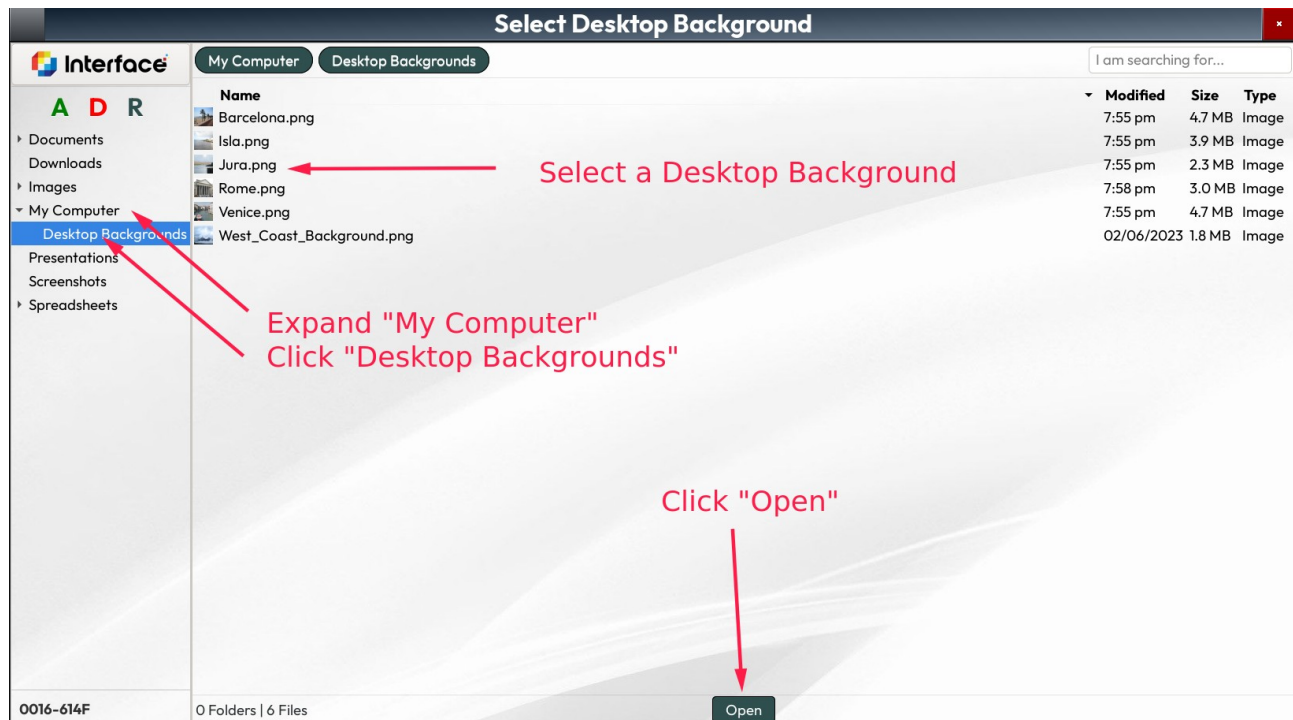 Select Desktop Background
×
Interface
My Computer
Desktop Backgrounds
I am searching for...
A D R
Documents
Downloads
Images
My Computer
Desktop Backgrounds
Presentations
Screenshots
Spreadsheets
Name Modified Size Type
Barcelona.png 7:55 pm 4.7 MB Image
Isla.png 7:55 pm 3.9 MB Image
Jura.png 7:55 pm 2.3 MB Image
Rome.png 7:58 pm 3.0 MB Image
Venice.png 7:55 pm 4.7 MB Image
West_Coast_Background.png 02/06/2023 1.8 MB Image
Select a Desktop Background
Expand "My Computer"
Click "Desktop Backgrounds"
Click "Open"
0016-614F
0 Folders | 6 Files
Open